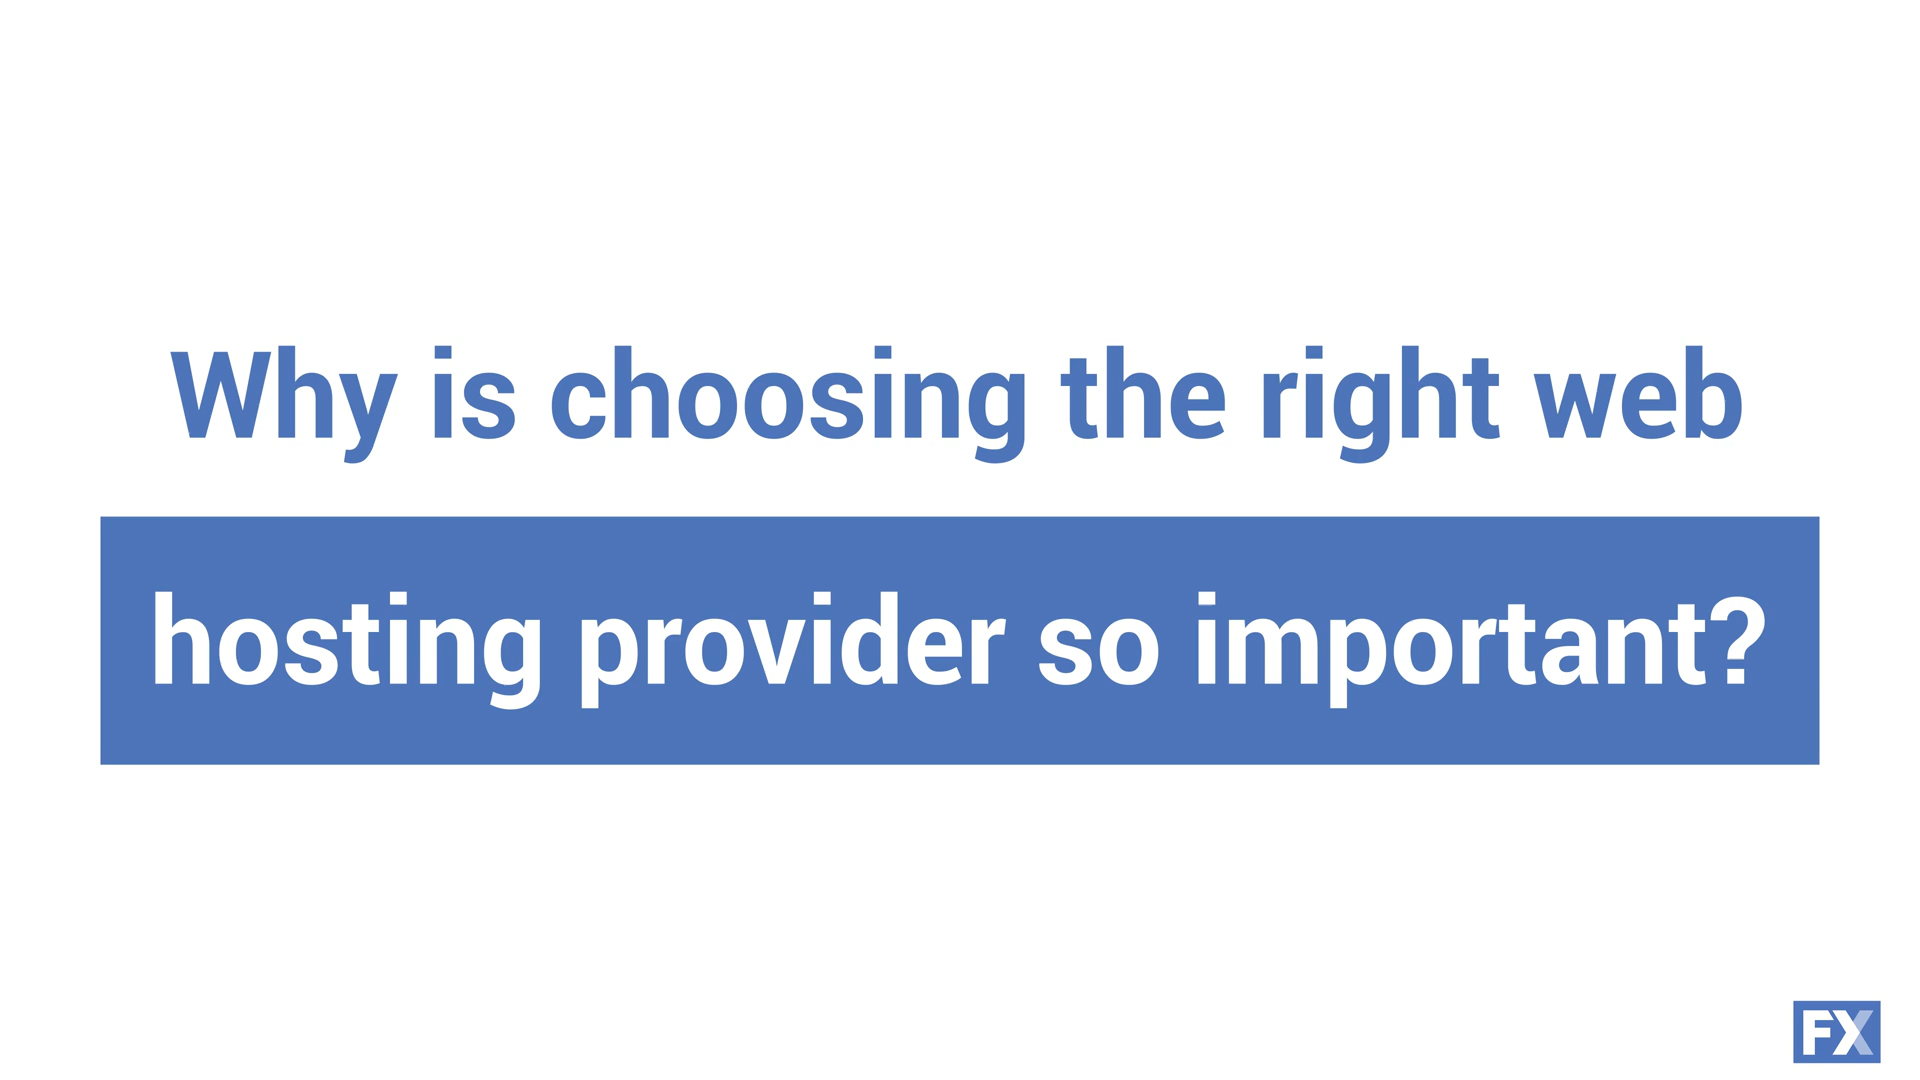 Why is choosing the right web
hosting provider so important?
FX